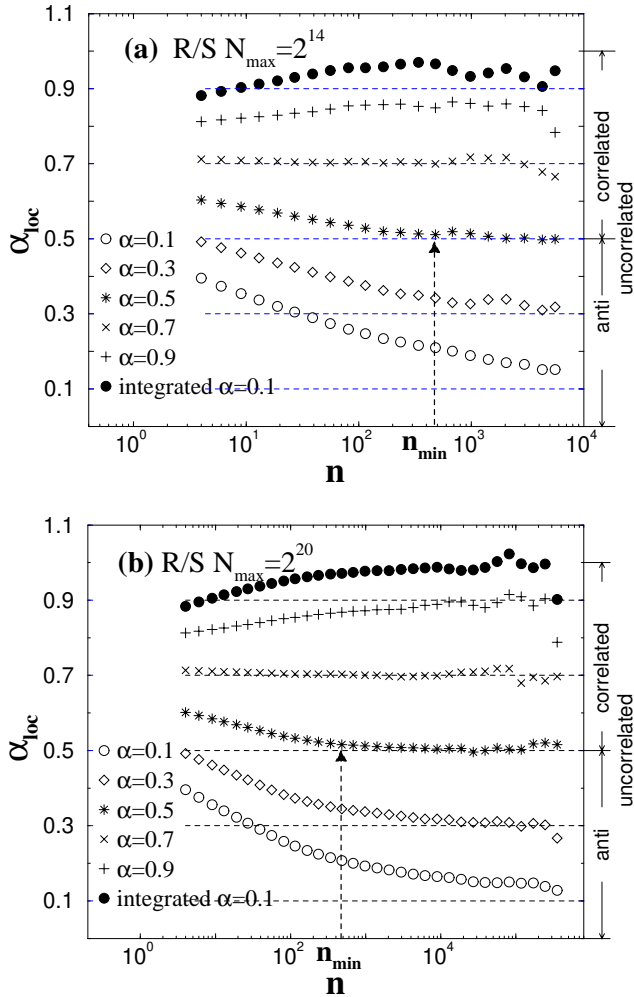 1.1
(a) R/S N_max=2^14
0.9
0.7
0.5
0.3
0.1
α_loc
α=0.1
α=0.3
α=0.5
α=0.7
α=0.9
integrated α=0.1
correlated
uncorrelated
anti
10^0 10^1 10^2 n_min 10^3 10^4
n
1.1
(b) R/S N_max=2^20
0.9
0.7
0.5
0.3
0.1
α_loc
α=0.1
α=0.3
α=0.5
α=0.7
α=0.9
integrated α=0.1
correlated
uncorrelated
anti
10^0 10^2 n_min 10^4
n